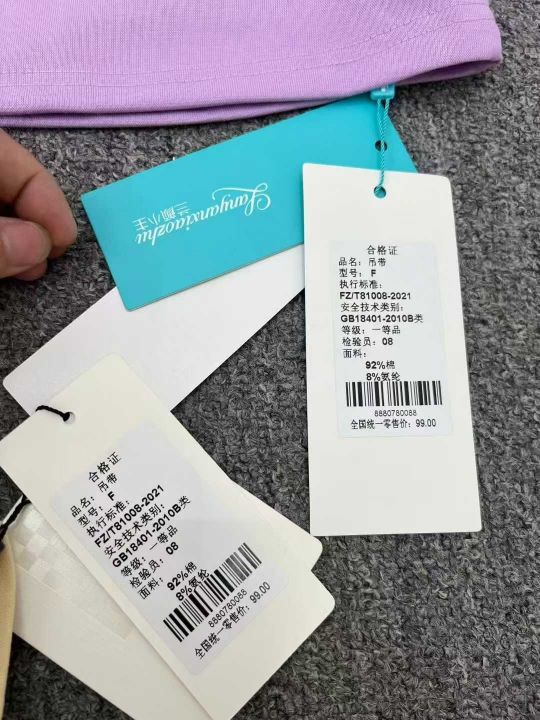 Lanyanxiaozhu
兰颜小主
合格证
品名：吊带
型号：F
执行标准：
FZ/T81008-2021
安全技术类别：
GB18401-2010B类
等级：一等品
检验员：08
面料：
92%棉
8%氨纶
8880780088
全国统一零售价：99.00
合格证
品名：吊带
型号：F
执行标准：
FZ/T81008-2021
安全技术类别：
GB18401-2010B类
等级：一等品
检验员：08
面料：
92%棉
8%氨纶
8880780088
全国统一零售价：99.00